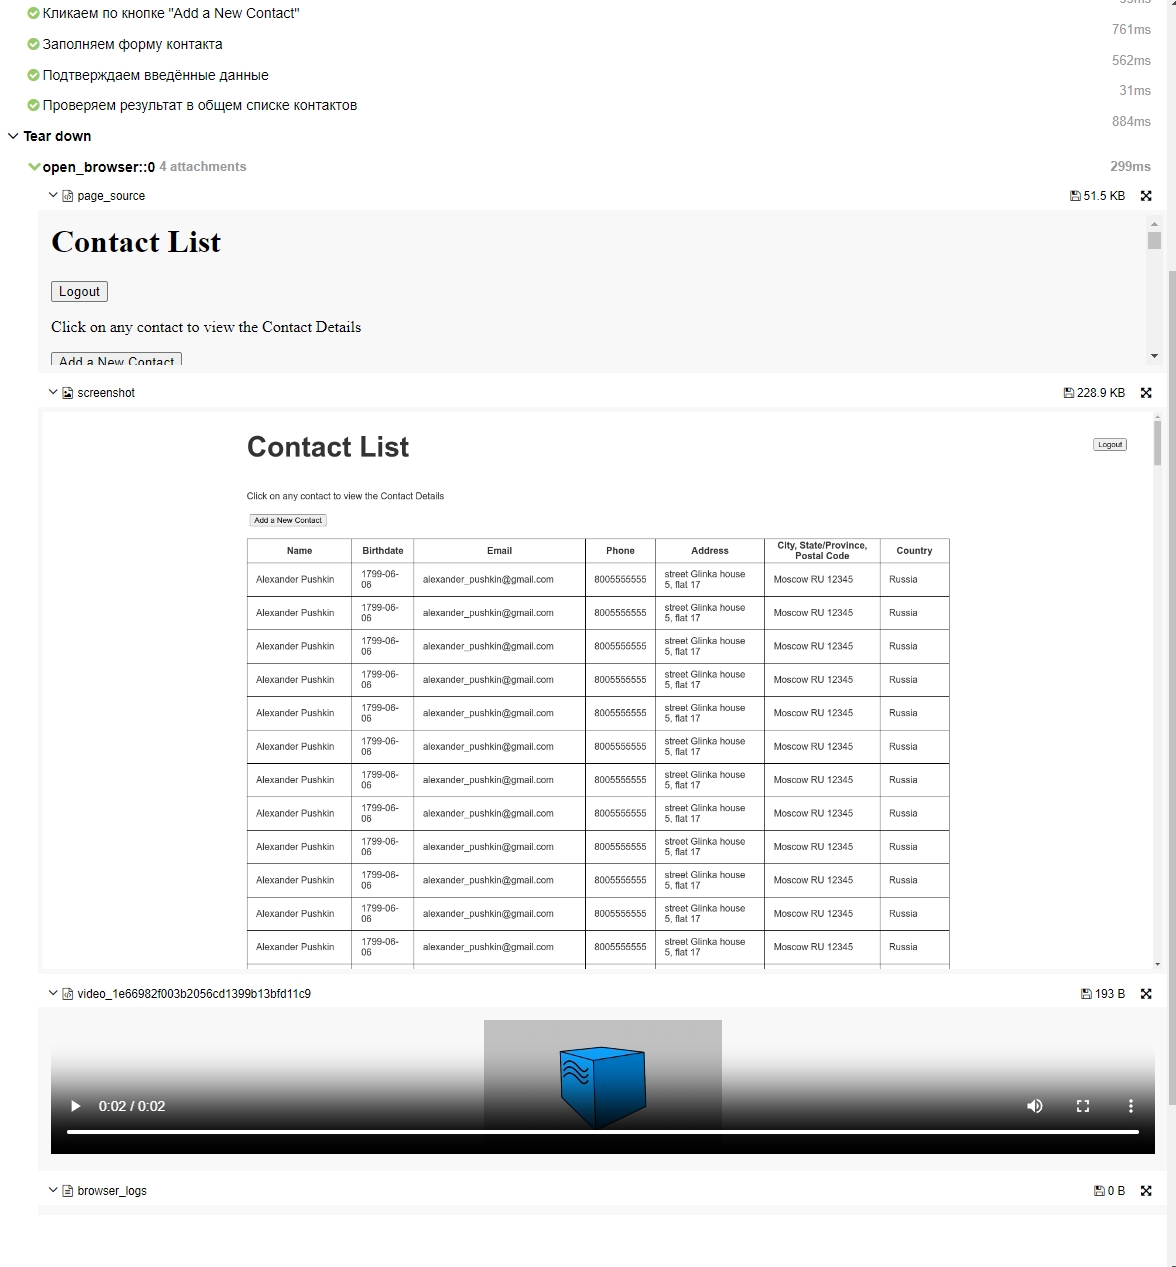 Кликаем по кнопке "Add a New Contact"
761ms
Заполняем форму контакта
562ms
Подтверждаем введённые данные
31ms
Проверяем результат в общем списке контактов
884ms
Tear down
open_browser::0 4 attachments 299ms
page_source 51.5 KB
Contact List
Logout
Click on any contact to view the Contact Details
Add a New Contact
screenshot 228.9 KB
Contact List Logout
Click on any contact to view the Contact Details
Add a New Contact
Name Birthdate Email Phone Address City, State/Province, Postal Code Country
Alexander Pushkin 1799-06-06 alexander_pushkin@gmail.com 8005555555 street Glinka house 5, flat 17 Moscow RU 12345 Russia
Alexander Pushkin 1799-06-06 alexander_pushkin@gmail.com 8005555555 street Glinka house 5, flat 17 Moscow RU 12345 Russia
Alexander Pushkin 1799-06-06 alexander_pushkin@gmail.com 8005555555 street Glinka house 5, flat 17 Moscow RU 12345 Russia
Alexander Pushkin 1799-06-06 alexander_pushkin@gmail.com 8005555555 street Glinka house 5, flat 17 Moscow RU 12345 Russia
Alexander Pushkin 1799-06-06 alexander_pushkin@gmail.com 8005555555 street Glinka house 5, flat 17 Moscow RU 12345 Russia
Alexander Pushkin 1799-06-06 alexander_pushkin@gmail.com 8005555555 street Glinka house 5, flat 17 Moscow RU 12345 Russia
Alexander Pushkin 1799-06-06 alexander_pushkin@gmail.com 8005555555 street Glinka house 5, flat 17 Moscow RU 12345 Russia
Alexander Pushkin 1799-06-06 alexander_pushkin@gmail.com 8005555555 street Glinka house 5, flat 17 Moscow RU 12345 Russia
Alexander Pushkin 1799-06-06 alexander_pushkin@gmail.com 8005555555 street Glinka house 5, flat 17 Moscow RU 12345 Russia
Alexander Pushkin 1799-06-06 alexander_pushkin@gmail.com 8005555555 street Glinka house 5, flat 17 Moscow RU 12345 Russia
Alexander Pushkin 1799-06-06 alexander_pushkin@gmail.com 8005555555 street Glinka house 5, flat 17 Moscow RU 12345 Russia
Alexander Pushkin 1799-06-06 alexander_pushkin@gmail.com 8005555555 street Glinka house 5, flat 17 Moscow RU 12345 Russia
video_1e66982f003b2056cd1399b13bfd11c9 193 B
0:02 / 0:02
browser_logs 0 B